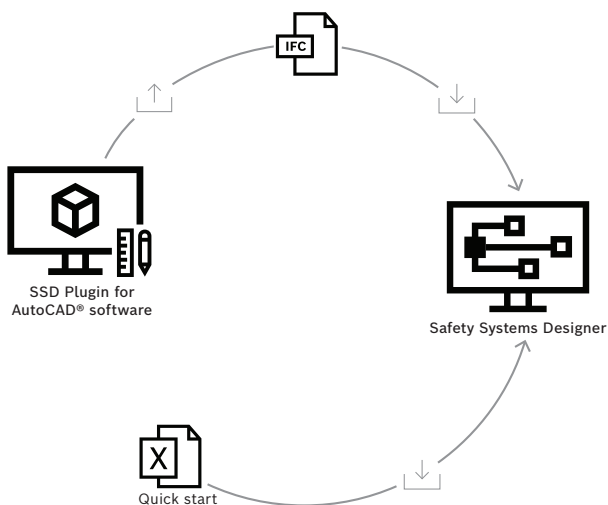 IFC
SSD Plugin for
AutoCAD® software
Safety Systems Designer
X
Quick start